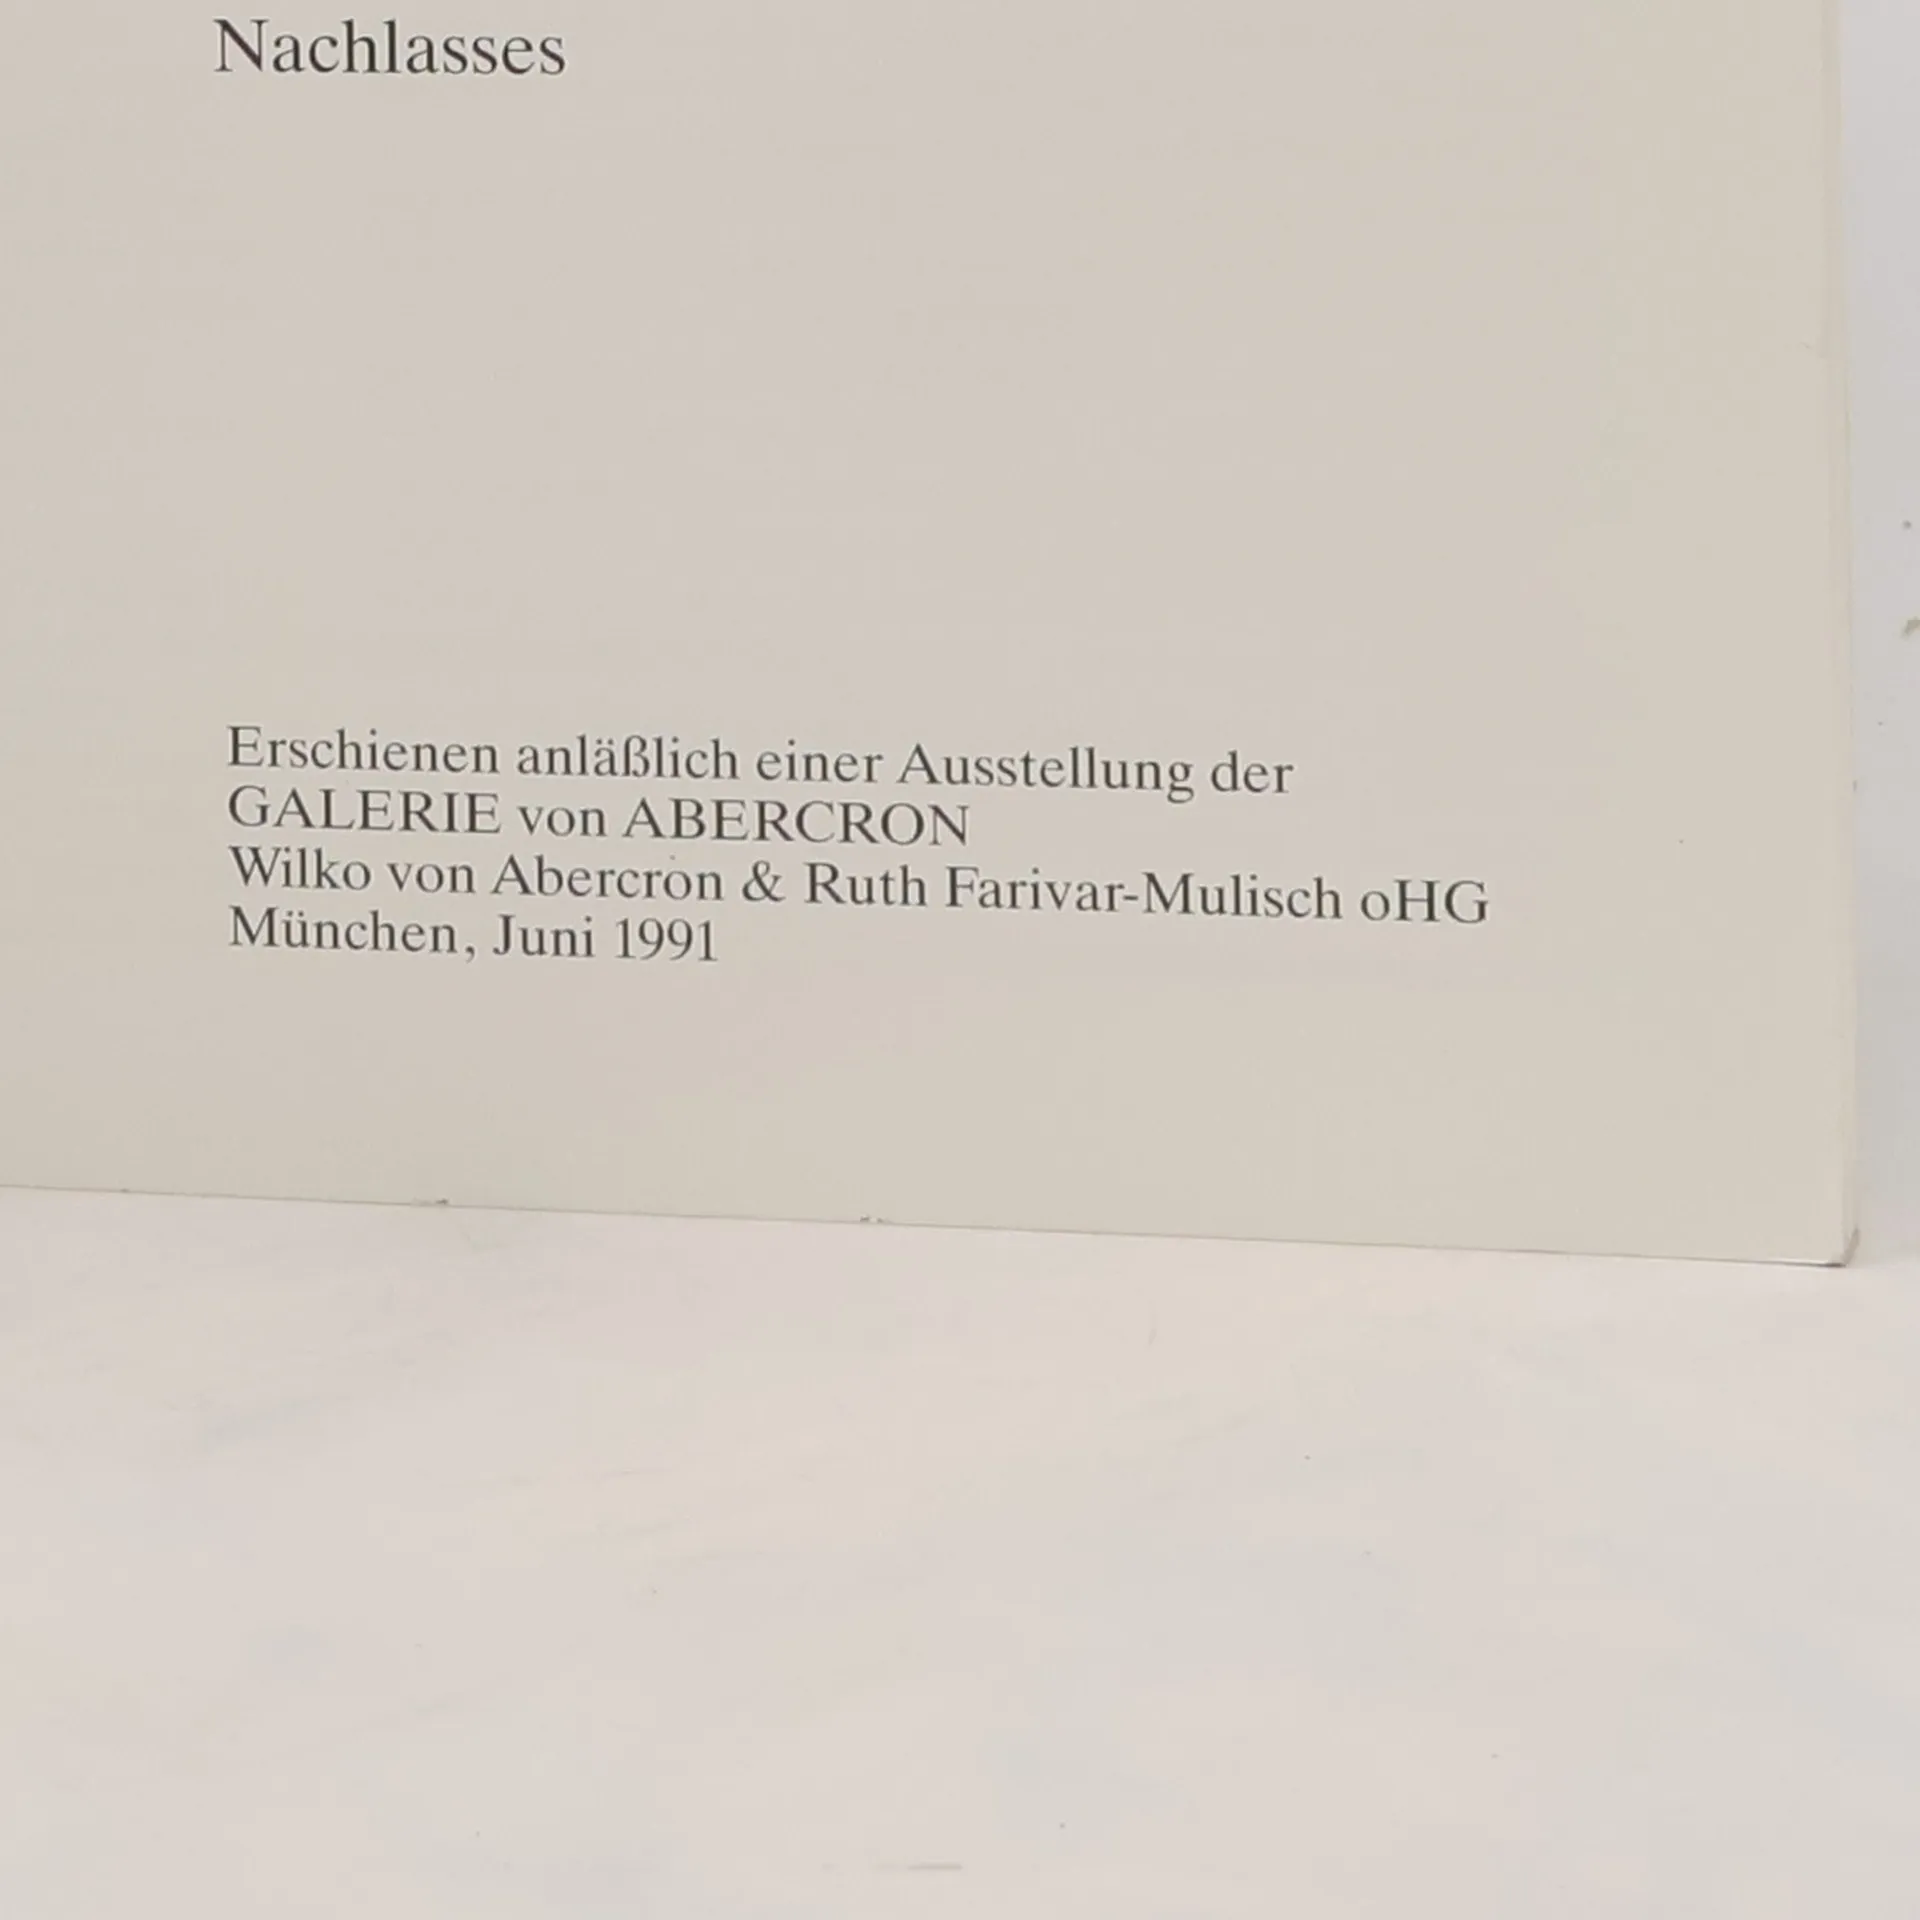 Nachlasses
Erschienen anläßlich einer Ausstellung der
GALERIE von ABERCRON
Wilko von Abercron & Ruth Farivar-Mulisch oHG
München, Juni 1991